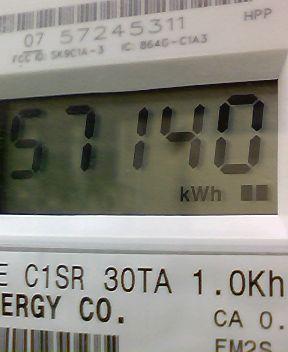 HPP
07 57245311
FCC ID: SK9C1A-3 IC: 864G-C1A3
57140
kWh
E C1SR 30TA 1.0Kh
ERGY CO.
CA 0.
EM2S